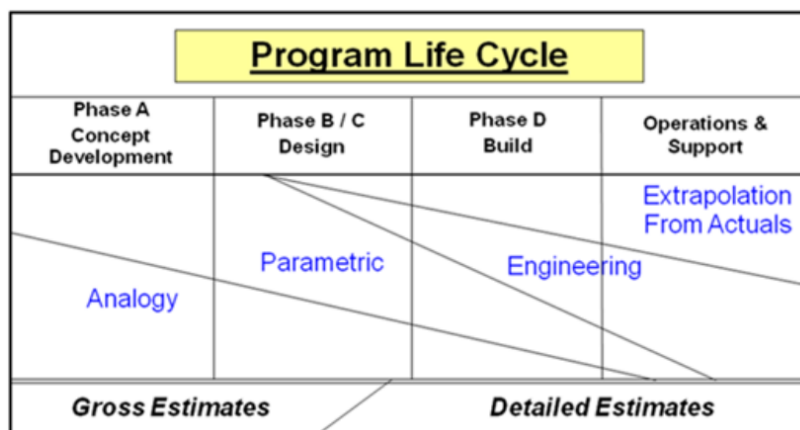 Program Life Cycle
Phase A
Concept
Development
Phase B / C
Design
Phase D
Build
Operations &
Support
Extrapolation
From Actuals
Parametric
Engineering
Analogy
Gross Estimates
Detailed Estimates